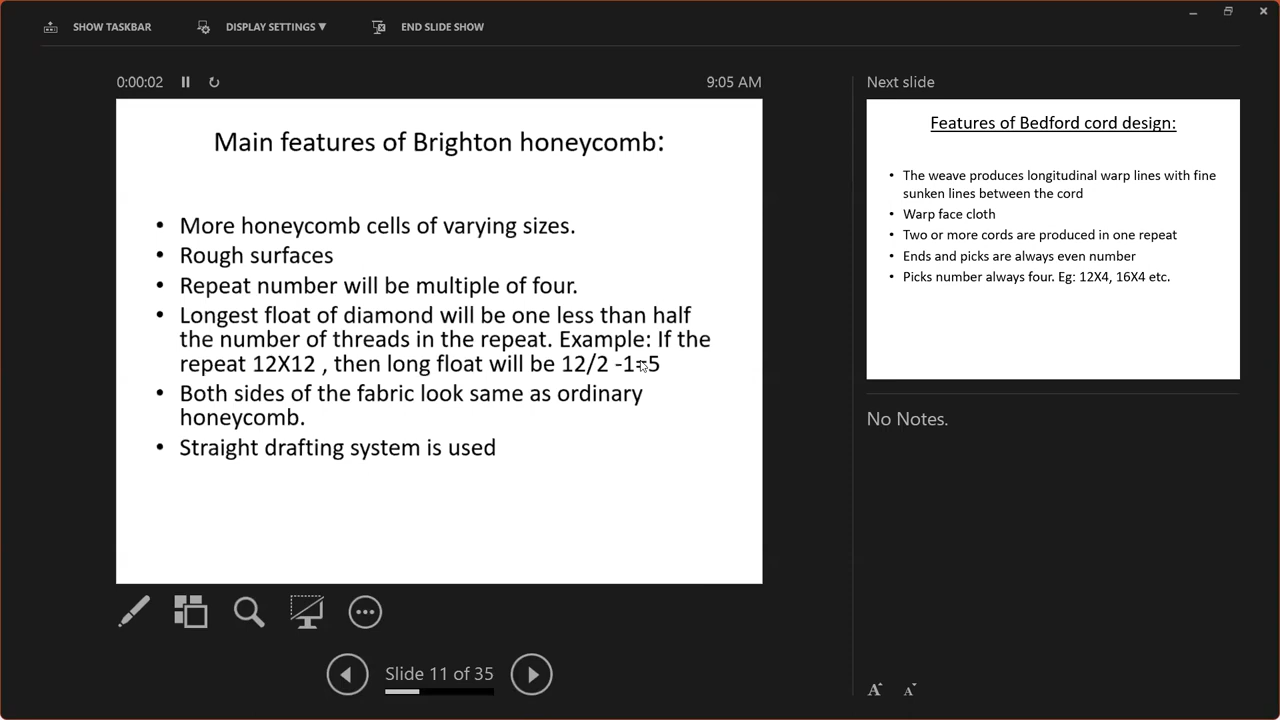 SHOW TASKBAR
DISPLAY SETTINGS ▼
END SLIDE SHOW
0:00:02
9:05 AM
Main features of Brighton honeycomb:
• More honeycomb cells of varying sizes.
• Rough surfaces
• Repeat number will be multiple of four.
• Longest float of diamond will be one less than half
the number of threads in the repeat. Example: If the
repeat 12X12 , then long float will be 12/2 -1=5
• Both sides of the fabric look same as ordinary
honeycomb.
• Straight drafting system is used
Slide 11 of 35
Next slide
Features of Bedford cord design:
• The weave produces longitudinal warp lines with fine
sunken lines between the cord
• Warp face cloth
• Two or more cords are produced in one repeat
• Ends and picks are always even number
• Picks number always four. Eg: 12X4, 16X4 etc.
No Notes.
A A